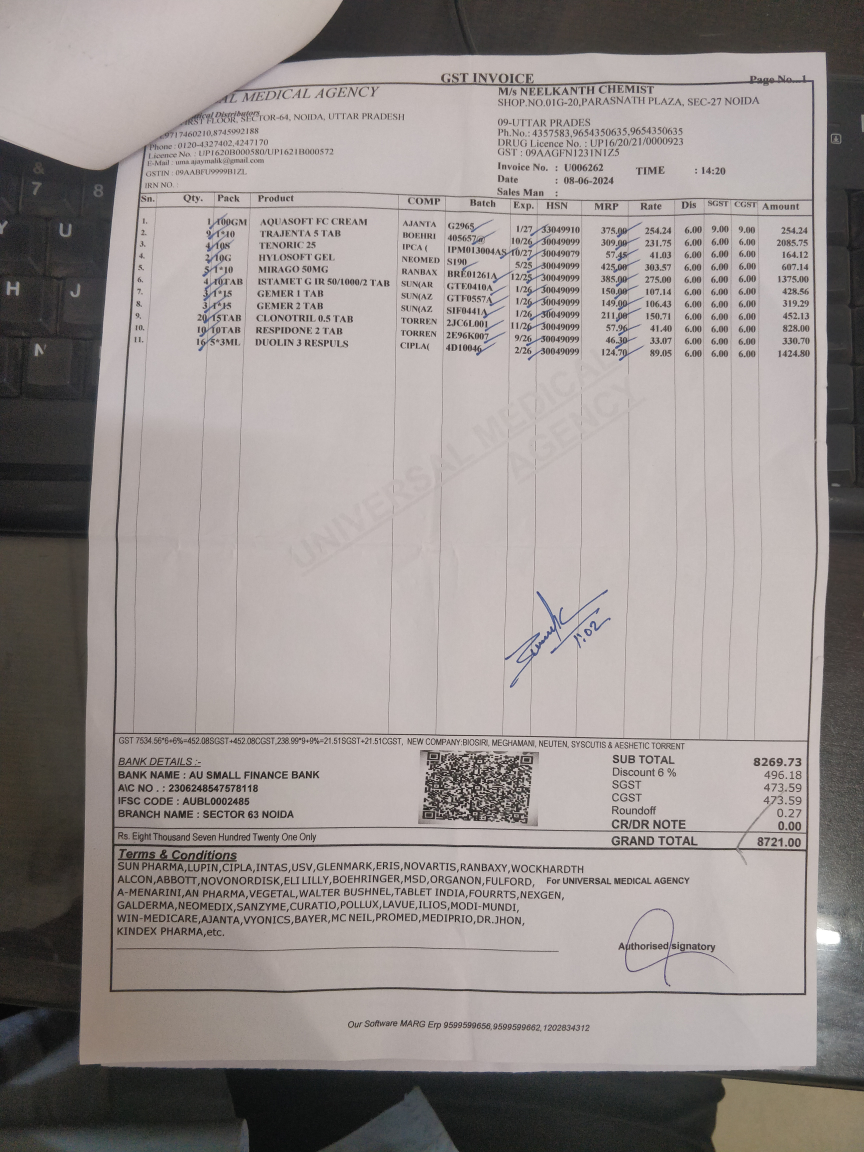 GST INVOICE
Page No...1
AL MEDICAL AGENCY
Medical Distributors
FIRST FLOOR, SECTOR-64, NOIDA, UTTAR PRADESH
9717460210,8745992188
Phone : 0120-4327402,4247170
Licence No. : UP1620B000580/UP1621B000572
E-Mail : uma.ajaymalik@gmail.com
GSTIN : 09AABFU9999B1ZL
IRN NO. :
M/s NEELKANTH CHEMIST
SHOP.NO.01G-20,PARASNATH PLAZA, SEC-27 NOIDA
09-UTTAR PRADES
Ph.No.: 4357583,9654350635,9654350635
DRUG Licence No. : UP16/20/21/0000923
GST : 09AAGFN1231N1Z5
Invoice No. : U006262 TIME : 14:20
Date : 08-06-2024
Sales Man :
Sn. Qty. Pack Product COMP Batch Exp. HSN MRP Rate Dis SGST CGST Amount
1. 1 100GM AQUASOFT FC CREAM AJANTA G2965 1/27 33049910 375.00 254.24 6.00 9.00 9.00 254.24
2. 9 1*10 TRAJENTA 5 TAB BOEHRI 405657 10/26 30049099 309.00 231.75 6.00 6.00 6.00 2085.75
3. 4 10S TENORIC 25 IPCA ( IPM013004AS 10/27 30049079 57.45 41.03 6.00 6.00 6.00 164.12
4. 2 10G HYLOSOFT GEL NEOMED S190 5/25 30049099 425.00 303.57 6.00 6.00 6.00 607.14
5. 5 1*10 MIRAGO 50MG RANBAX BRE01261A 12/25 30049099 385.00 275.00 6.00 6.00 6.00 1375.00
6. 4 10TAB ISTAMET G IR 50/1000/2 TAB SUN(AR GTE0410A 1/26 30049099 150.00 107.14 6.00 6.00 6.00 428.56
7. 3 1*15 GEMER 1 TAB SUN(AZ GTF0557A 1/26 30049099 149.00 106.43 6.00 6.00 6.00 319.29
8. 3 1*15 GEMER 2 TAB SUN(AZ SIF0441A 1/26 30049099 211.00 150.71 6.00 6.00 6.00 452.13
9. 20 15TAB CLONOTRIL 0.5 TAB TORREN 2JC6L001 11/26 30049099 57.96 41.40 6.00 6.00 6.00 828.00
10. 10 10TAB RESPIDONE 2 TAB TORREN 2E96K007 9/26 30049099 46.30 33.07 6.00 6.00 6.00 330.70
11. 16 5*3ML DUOLIN 3 RESPULS CIPLA( 4D10046 2/26 30049099 124.70 89.05 6.00 6.00 6.00 1424.80
UNIVERSAL MEDICAL
AGENCY
GST 7534.56*6+6%=452.08SGST+452.08CGST,238.99*9+9%=21.51SGST+21.51CGST, NEW COMPANY:BIOSIRI, MEGHAMANI, NEUTEN, SYSCUTIS & AESHETIC TORRENT
BANK DETAILS :-
BANK NAME : AU SMALL FINANCE BANK
A\C NO . : 2306248547578118
IFSC CODE : AUBL0002485
BRANCH NAME : SECTOR 63 NOIDA
SUB TOTAL 8269.73
Discount 6 % 496.18
SGST 473.59
CGST 473.59
Roundoff 0.27
CR/DR NOTE 0.00
GRAND TOTAL 8721.00
Rs. Eight Thousand Seven Hundred Twenty One Only
Terms & Conditions
SUN PHARMA,LUPIN,CIPLA,INTAS,USV,GLENMARK,ERIS,NOVARTIS,RANBAXY,WOCKHARDTH
ALCON,ABBOTT,NOVONORDISK,ELI LILLY,BOEHRINGER,MSD,ORGANON,FULFORD, For UNIVERSAL MEDICAL AGENCY
A-MENARINI,AN PHARMA,VEGETAL,WALTER BUSHNEL,TABLET INDIA,FOURRTS,NEXGEN,
GALDERMA,NEOMEDIX,SANZYME,CURATIO,POLLUX,LAVUE,ILIOS,MODI-MUNDI,
WIN-MEDICARE,AJANTA,VYONICS,BAYER,MC NEIL,PROMED,MEDIPRIO,DR.JHON,
KINDEX PHARMA,etc.
Authorised signatory
Our Software MARG Erp 9599599656,9599599662,1202834312
&
7 8
Y U
H J
N